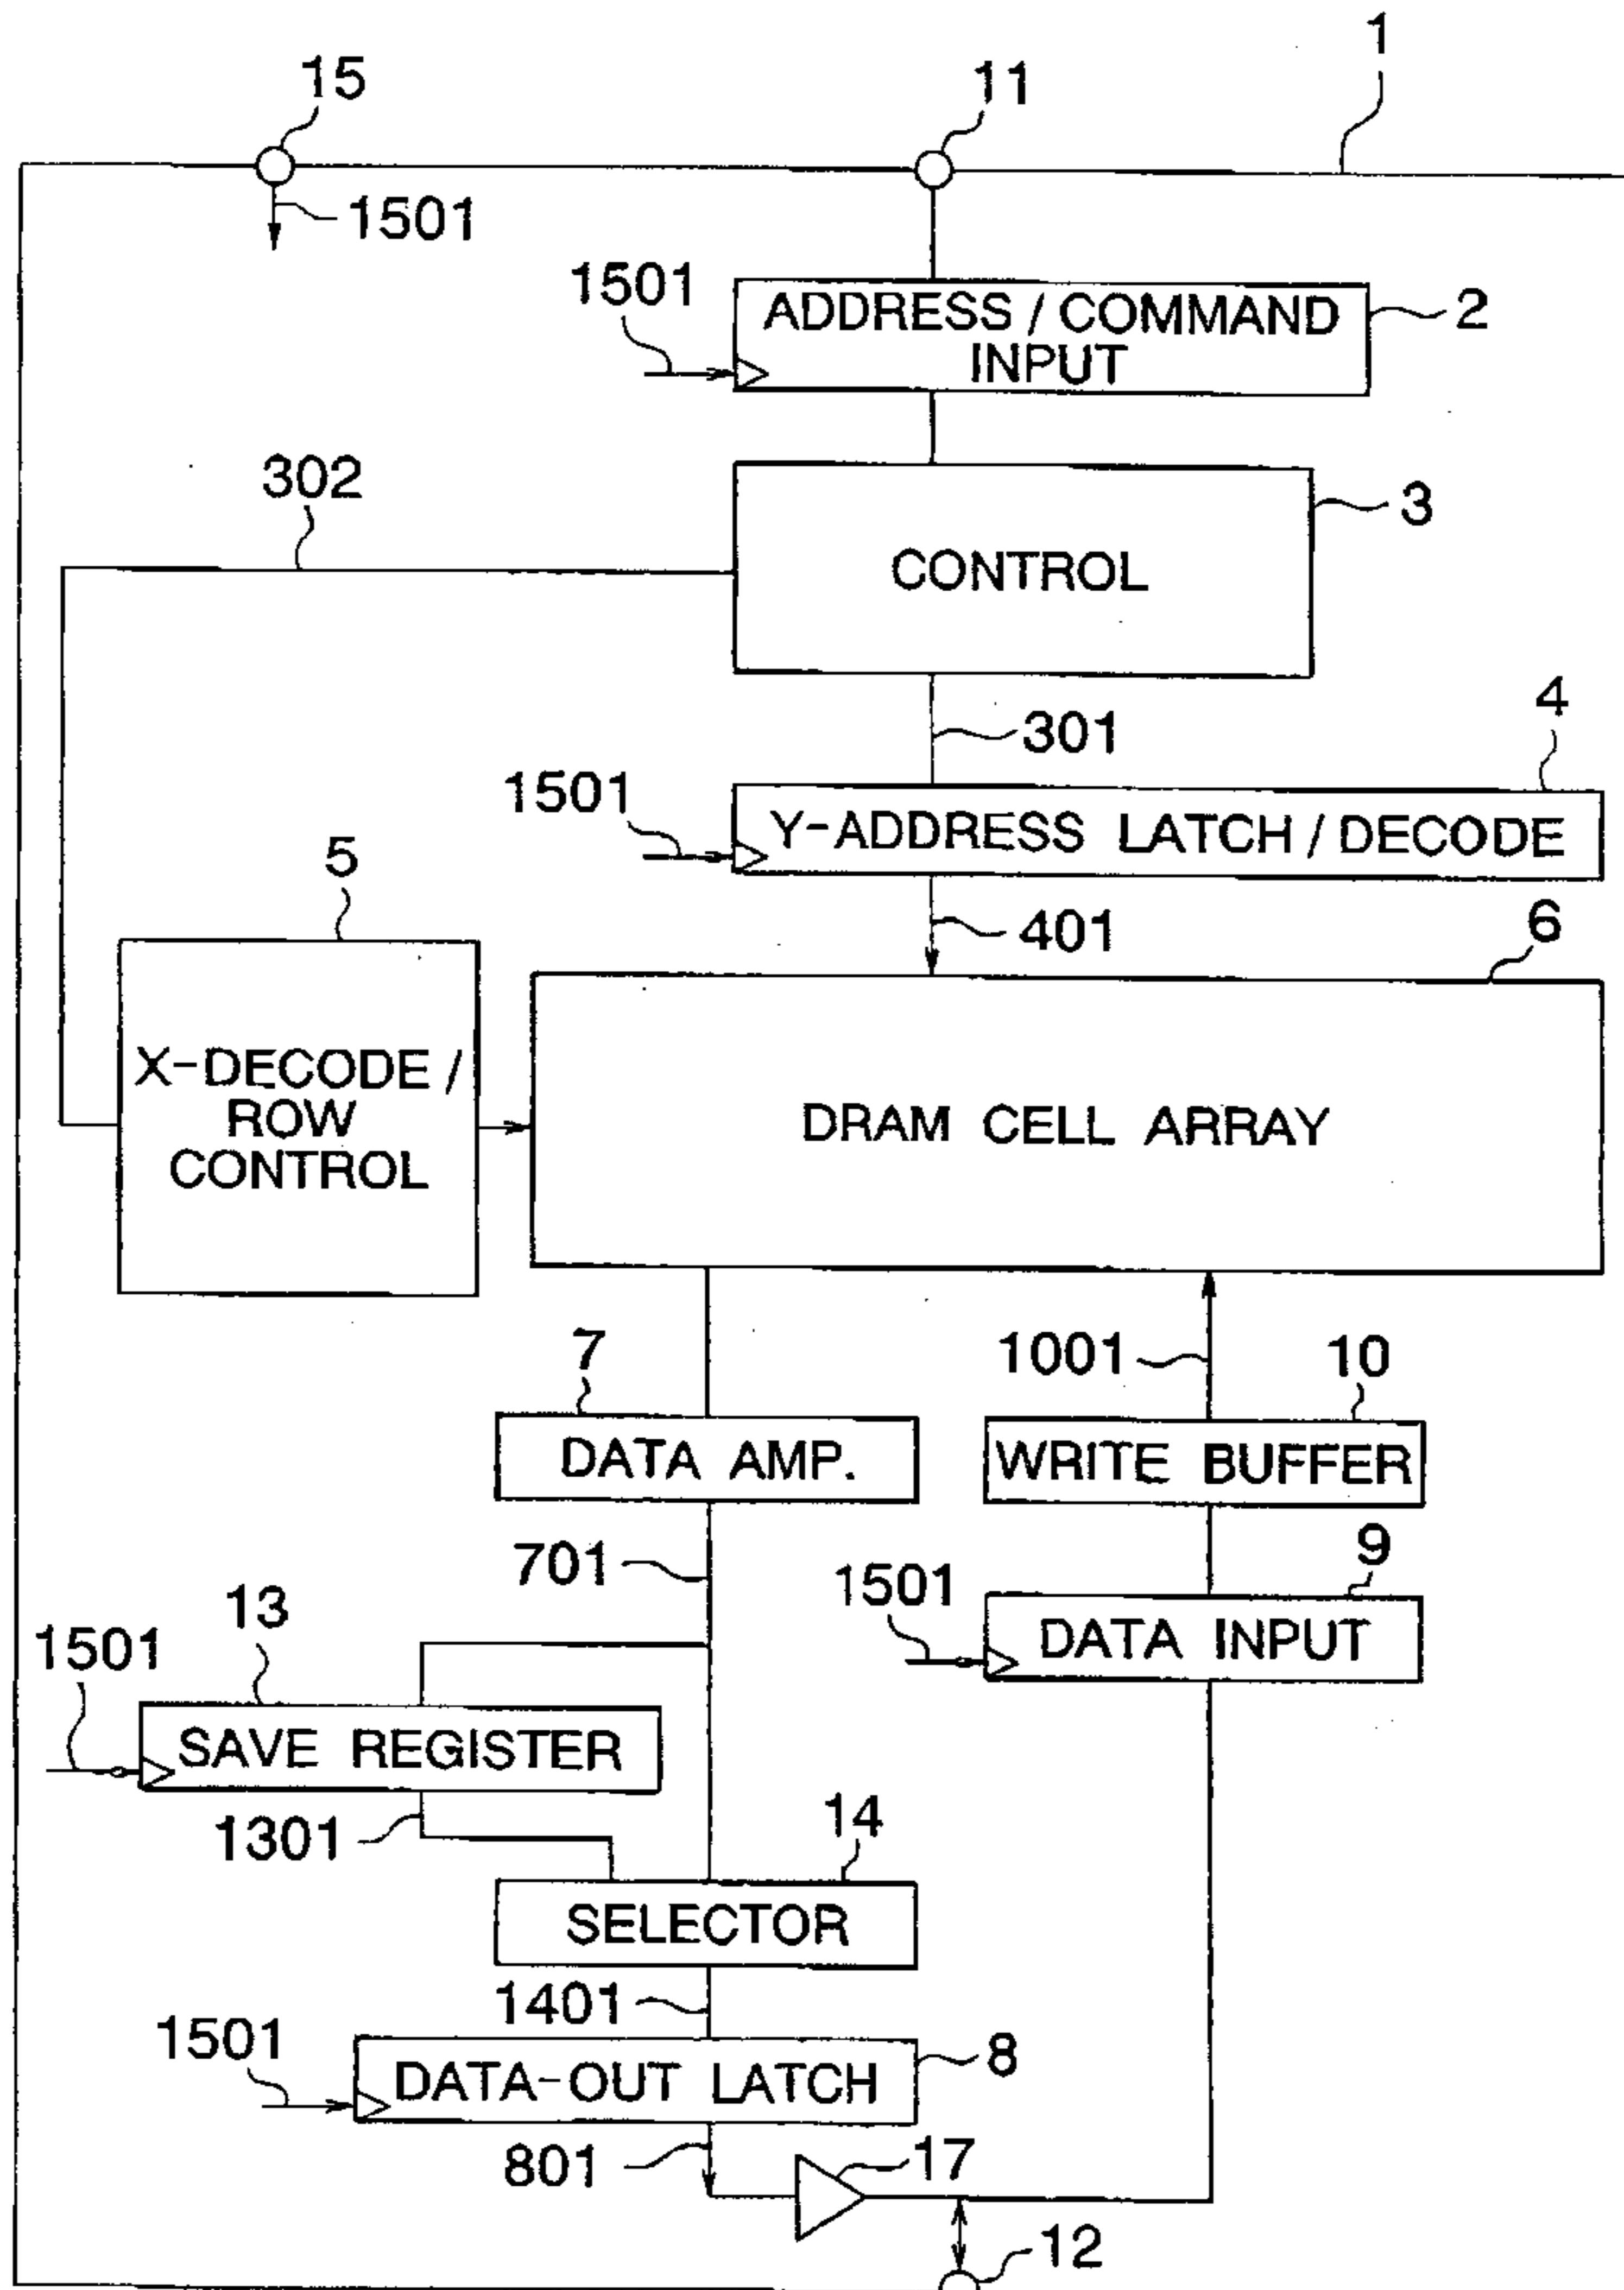 1
15
11
1501
1501
ADDRESS / COMMAND
INPUT
2
302
3
CONTROL
301
4
1501
Y-ADDRESS LATCH / DECODE
5
401
6
X-DECODE /
ROW
CONTROL
DRAM CELL ARRAY
7
1001
10
DATA AMP.
WRITE BUFFER
701
9
1501
13
DATA INPUT
1501
SAVE REGISTER
1301
14
SELECTOR
1401
1501
8
DATA-OUT LATCH
801
17
12